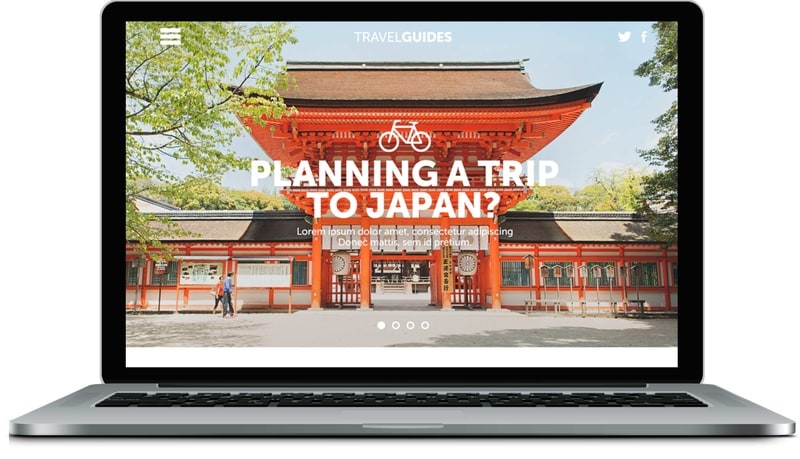 TRAVELGUIDES
PLANNING A TRIP
TO JAPAN?
Lorem ipsum dolor amet, consectetur adipiscing
Donec mattis, sem id pretium